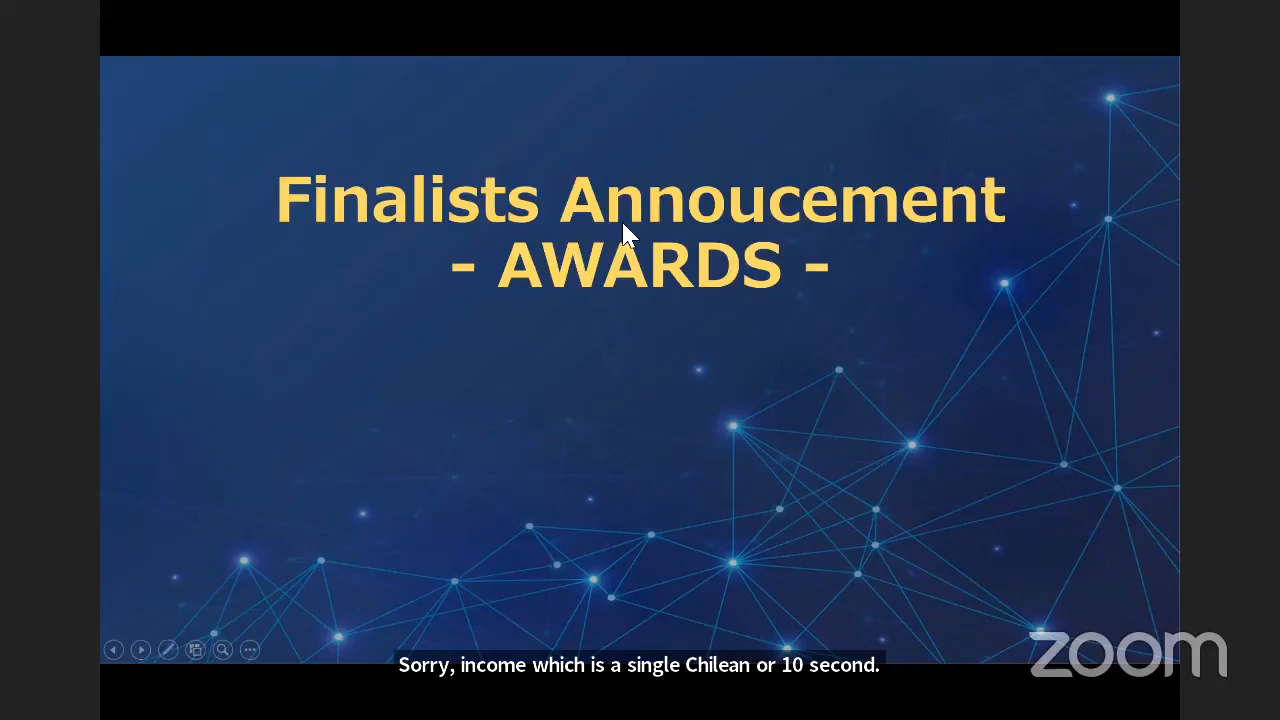 Finalists Annoucement
- AWARDS -
Sorry, income which is a single Chilean or 10 second.
zoom